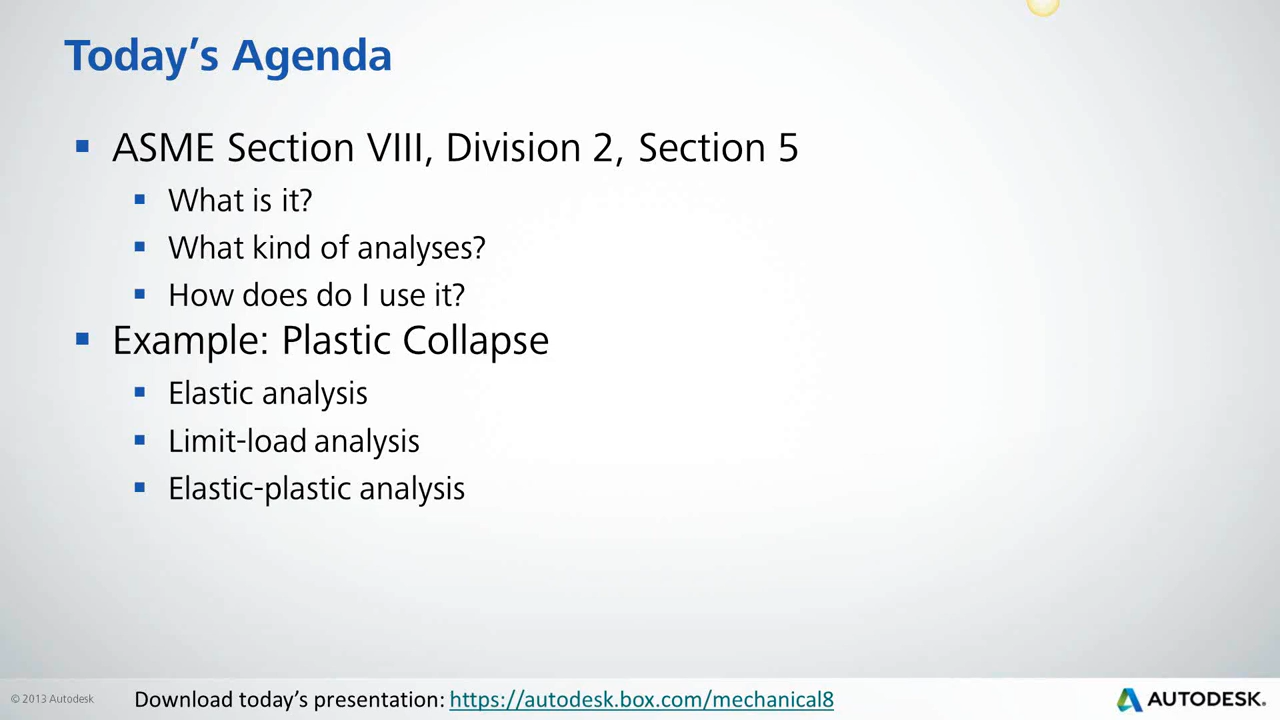 Today’s Agenda
ASME Section VIII, Division 2, Section 5
What is it?
What kind of analyses?
How does do I use it?
Example: Plastic Collapse
Elastic analysis
Limit-load analysis
Elastic-plastic analysis
© 2013 Autodesk
Download today’s presentation: https://autodesk.box.com/mechanical8
AUTODESK.